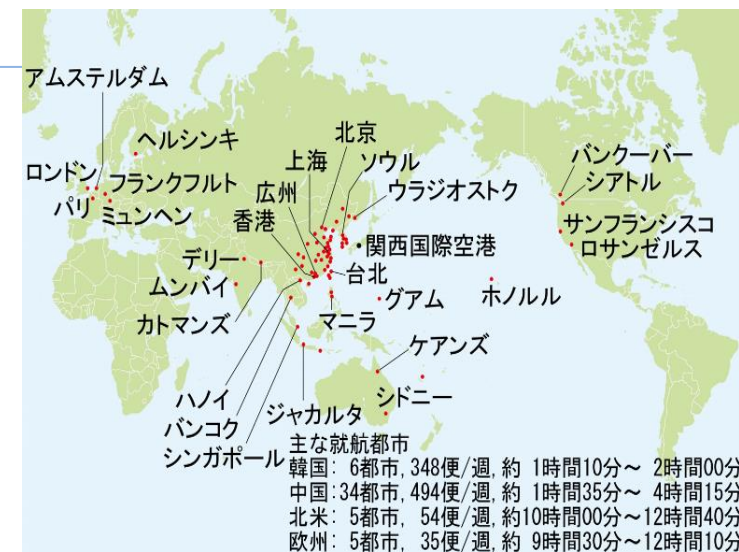 アムステルダム
ヘルシンキ
ロンドン
フランクフルト
パリ
ミュンヘン
北京
上海
ソウル
広州
ウラジオストク
香港
関西国際空港
デリー
台北
ムンバイ
グアム
ホノルル
カトマンズ
マニラ
バンクーバー
シアトル
サンフランシスコ
ロサンゼルス
ケアンズ
ハノイ
ジャカルタ
シドニー
バンコク
シンガポール
主な就航都市
韓国: 6都市,348便/週,約 1時間10分~ 2時間00分
中国:34都市,494便/週,約 1時間35分~ 4時間15分
北米: 5都市, 54便/週,約10時間00分~12時間40分
欧州: 5都市, 35便/週,約 9時間30分~12時間10分